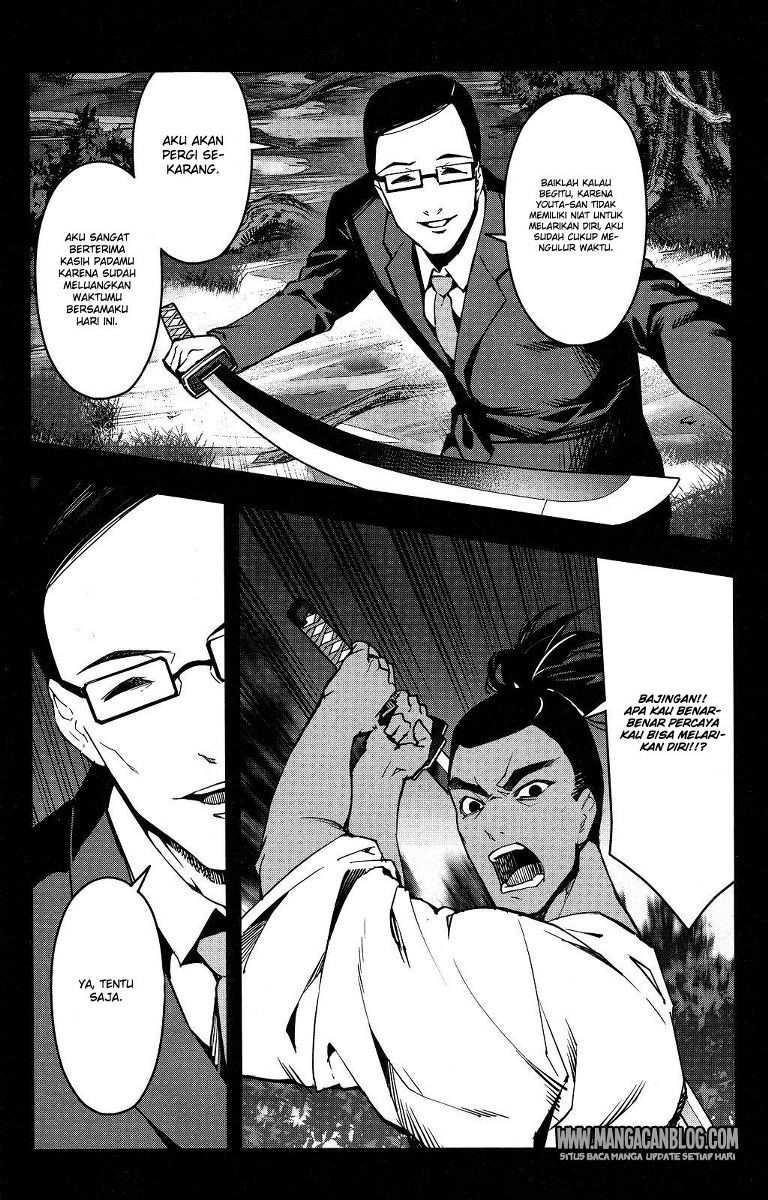 BAIKLAH KALAU
BEGITU, KARENA
YOUTA-SAN TIDAK
MEMILIKI NIAT UNTUK
MELARIKAN DIRI, AKU
SUDAH CUKUP ME-
NGULUR WAKTU.
AKU AKAN
PERGI SE-
KARANG.
AKU SANGAT
BERTERIMA
KASIH PADAMU
KARENA SUDAH
MELUANGKAN
WAKTUMU
BERSAMAKU
HARI INI.
BAJINGAN!!
APA KAU BENAR-
BENAR PERCAYA
KAU BISA MELARI-
KAN DIRI!!?
YA, TENTU
SAJA.
WWW.MANGACANBLOG.COM
SITUS BACA MANGA UPDATE SETIAP HARI